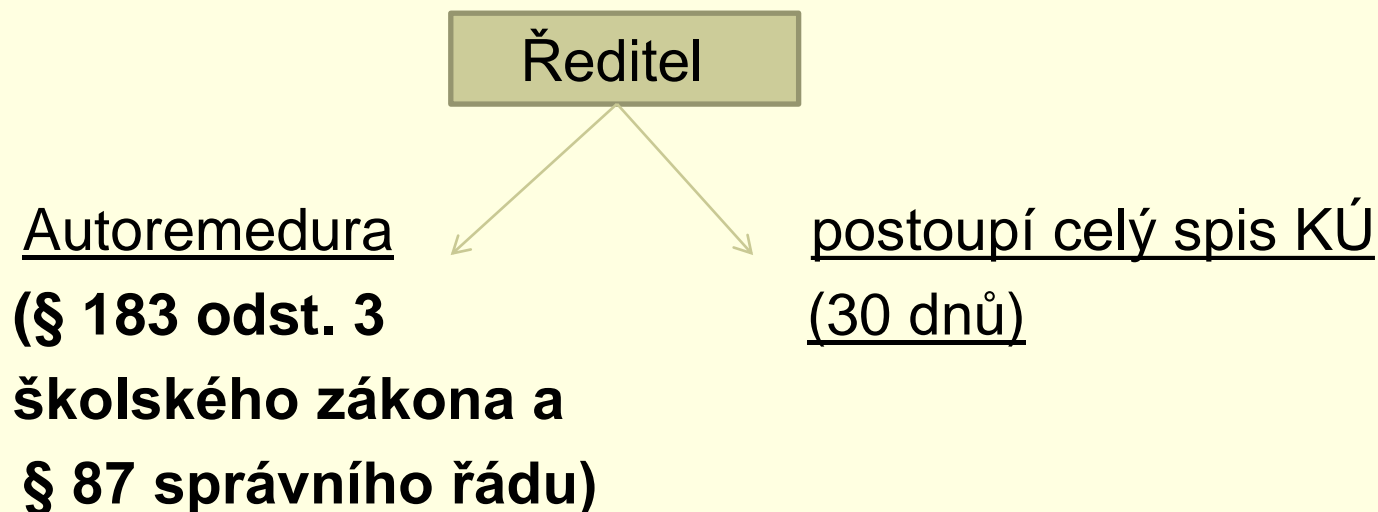 Ředitel
Autoremedura
(§ 183 odst. 3
školského zákona a
§ 87 správního řádu)
postoupí celý spis KÚ
(30 dnů)